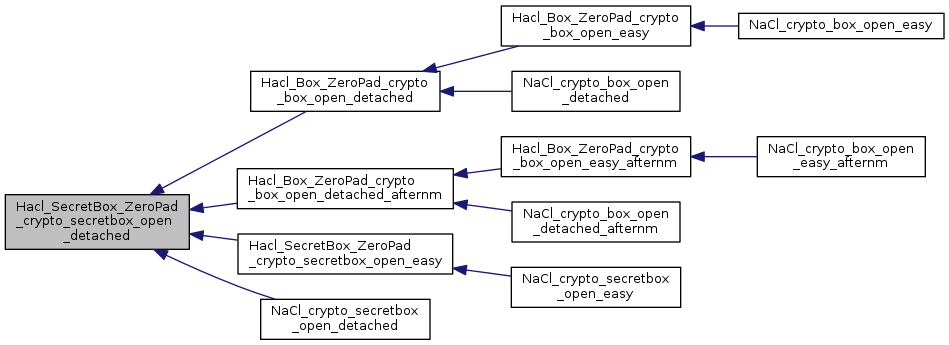 Hacl_SecretBox_ZeroPad
_crypto_secretbox_open
_detached
Hacl_Box_ZeroPad_crypto
_box_open_detached
Hacl_Box_ZeroPad_crypto
_box_open_easy
NaCl_crypto_box_open_easy
NaCl_crypto_box_open
_detached
Hacl_Box_ZeroPad_crypto
_box_open_detached_afternm
Hacl_Box_ZeroPad_crypto
_box_open_easy_afternm
NaCl_crypto_box_open
_easy_afternm
NaCl_crypto_box_open
_detached_afternm
Hacl_SecretBox_ZeroPad
_crypto_secretbox_open_easy
NaCl_crypto_secretbox
_open_easy
NaCl_crypto_secretbox
_open_detached